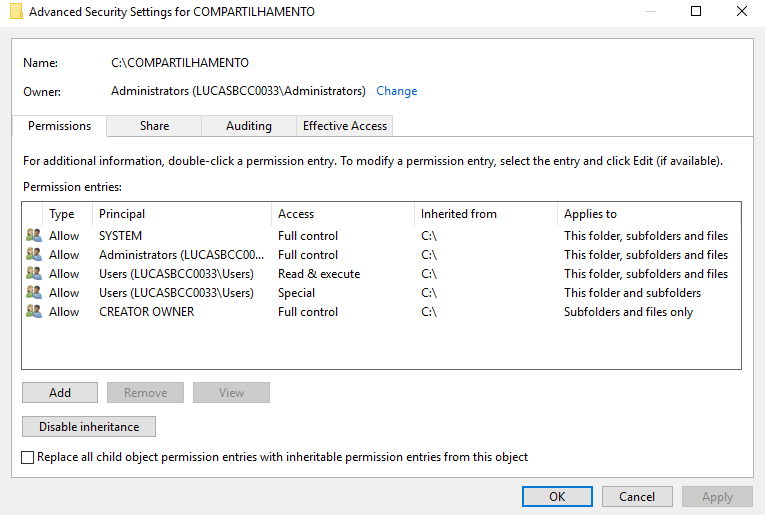 Advanced Security Settings for COMPARTILHAMENTO
Name: C:\COMPARTILHAMENTO
Owner: Administrators (LUCASBCC0033\Administrators) Change
Permissions Share Auditing Effective Access
For additional information, double-click a permission entry. To modify a permission entry, select the entry and click Edit (if available).
Permission entries:
Type Principal Access Inherited from Applies to
Allow SYSTEM Full control C:\ This folder, subfolders and files
Allow Administrators (LUCASBCC00... Full control C:\ This folder, subfolders and files
Allow Users (LUCASBCC0033\Users) Read & execute C:\ This folder, subfolders and files
Allow Users (LUCASBCC0033\Users) Special C:\ This folder and subfolders
Allow CREATOR OWNER Full control C:\ Subfolders and files only
Add Remove View
Disable inheritance
Replace all child object permission entries with inheritable permission entries from this object
OK Cancel Apply